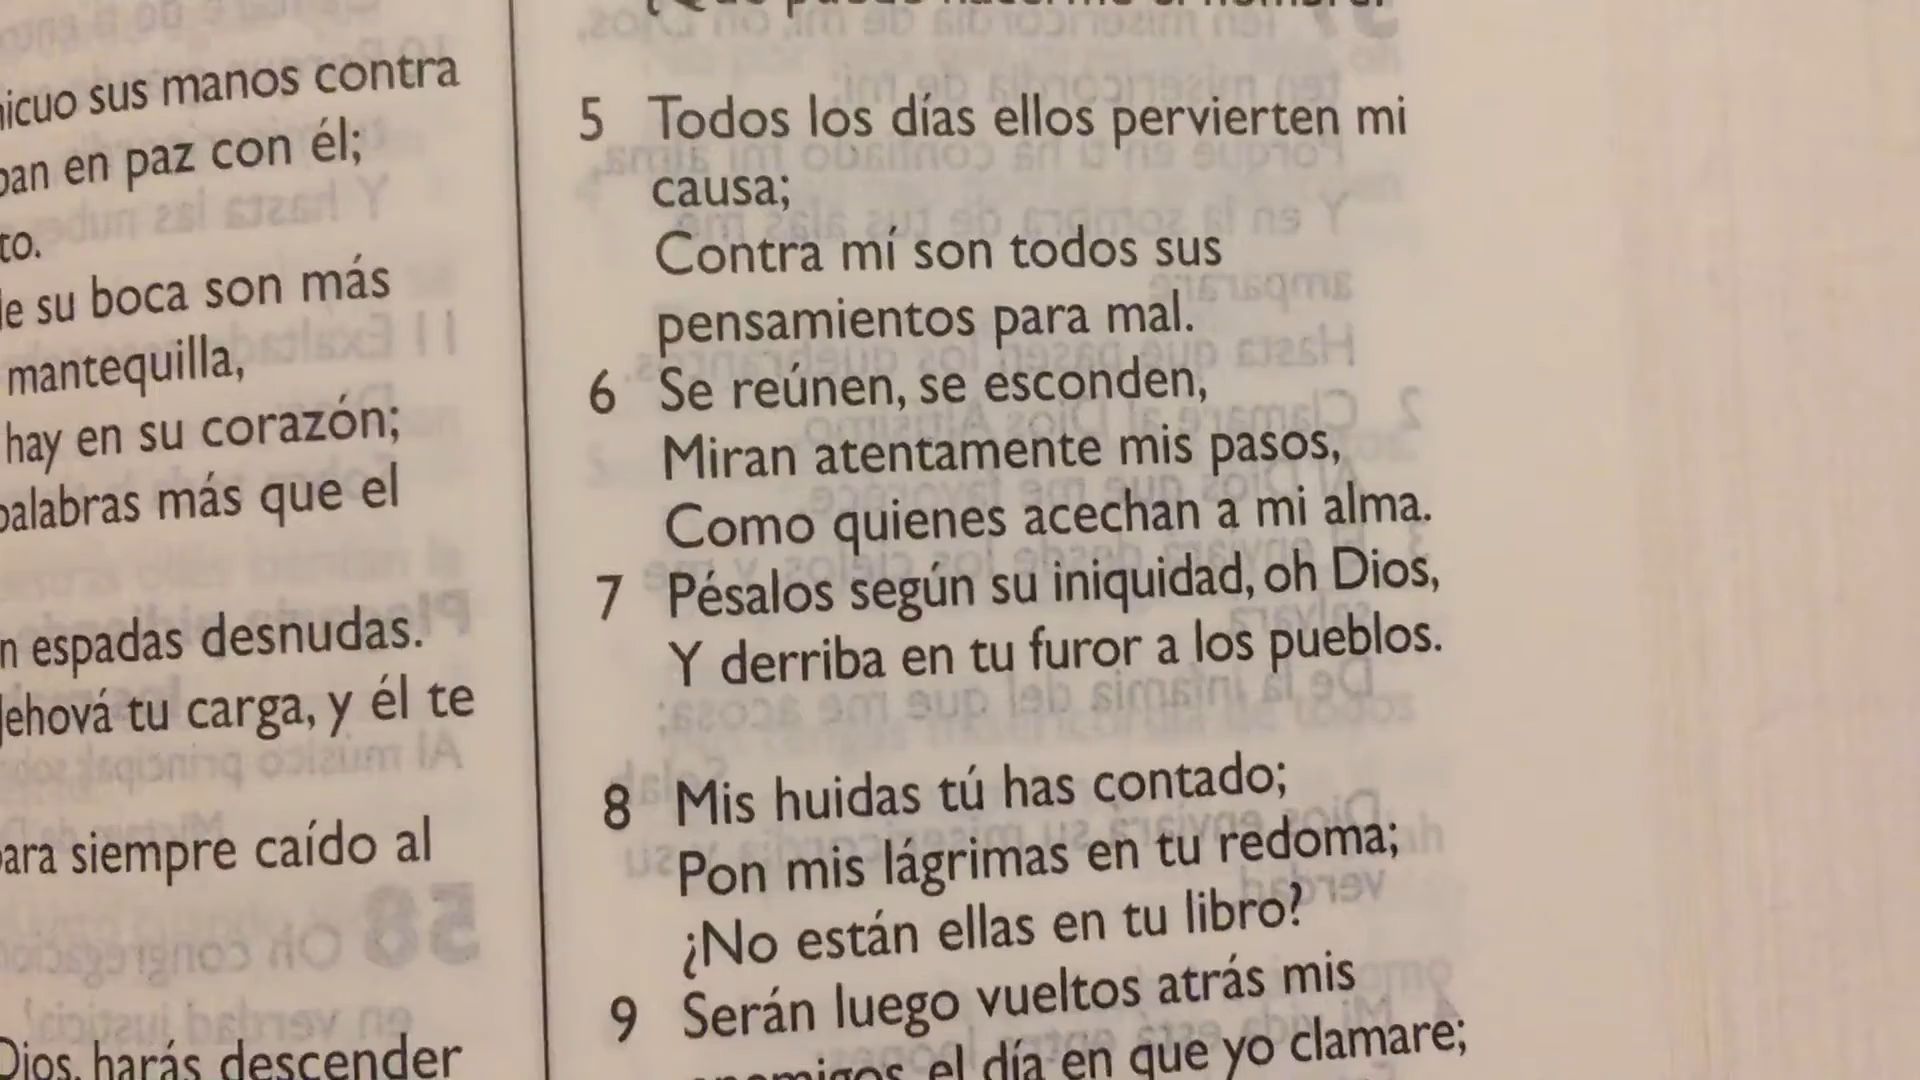 sus manos contra
en paz con él;
su boca son más
mantequilla,
hay en su corazón;
palabras más que el
espadas desnudas.
Jehová tu carga, y él te
para siempre caído al
Dios, harás descender
5 Todos los días ellos pervierten mi
causa;
Contra mí son todos sus
pensamientos para mal.
6 Se reúnen, se esconden,
Miran atentamente mis pasos,
Como quienes acechan a mi alma.
7 Pésalos según su iniquidad, oh Dios,
Y derriba en tu furor a los pueblos.
8 Mis huidas tú has contado;
Pon mis lágrimas en tu redoma;
¿No están ellas en tu libro?
9 Serán luego vueltos atrás mis
enemigos, el día en que yo clamare;